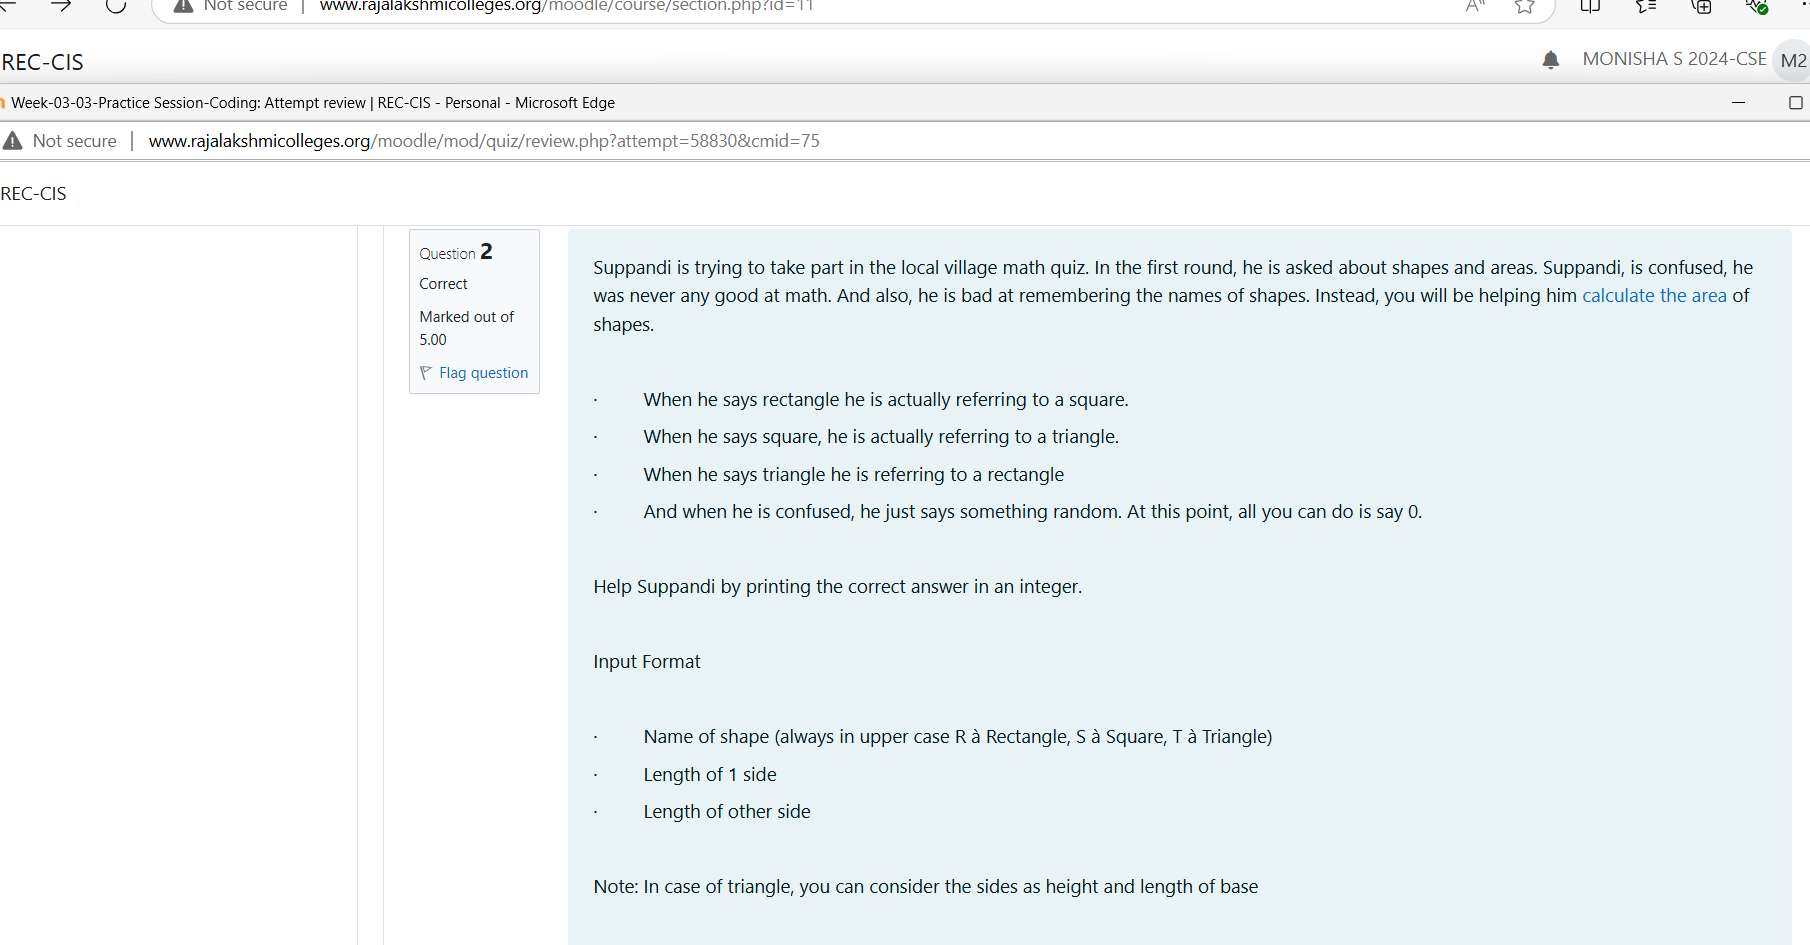 Not secure | www.rajalakshmicolleges.org/moodle/course/section.php?id=11
REC-CIS
MONISHA S 2024-CSE M2
Week-03-03-Practice Session-Coding: Attempt review | REC-CIS - Personal - Microsoft Edge
Not secure | www.rajalakshmicolleges.org/moodle/mod/quiz/review.php?attempt=58830&cmid=75
REC-CIS
Question 2
Correct
Marked out of
5.00
Flag question
Suppandi is trying to take part in the local village math quiz. In the first round, he is asked about shapes and areas. Suppandi, is confused, he
was never any good at math. And also, he is bad at remembering the names of shapes. Instead, you will be helping him calculate the area of
shapes.
· When he says rectangle he is actually referring to a square.
· When he says square, he is actually referring to a triangle.
· When he says triangle he is referring to a rectangle
· And when he is confused, he just says something random. At this point, all you can do is say 0.
Help Suppandi by printing the correct answer in an integer.
Input Format
· Name of shape (always in upper case R à Rectangle, S à Square, T à Triangle)
· Length of 1 side
· Length of other side
Note: In case of triangle, you can consider the sides as height and length of base